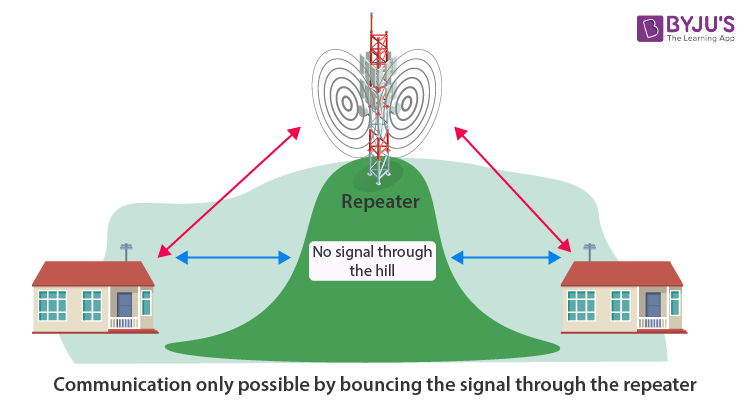 BYJU'S
The Learning App
Repeater
No signal through
the hill
Communication only possible by bouncing the signal through the repeater